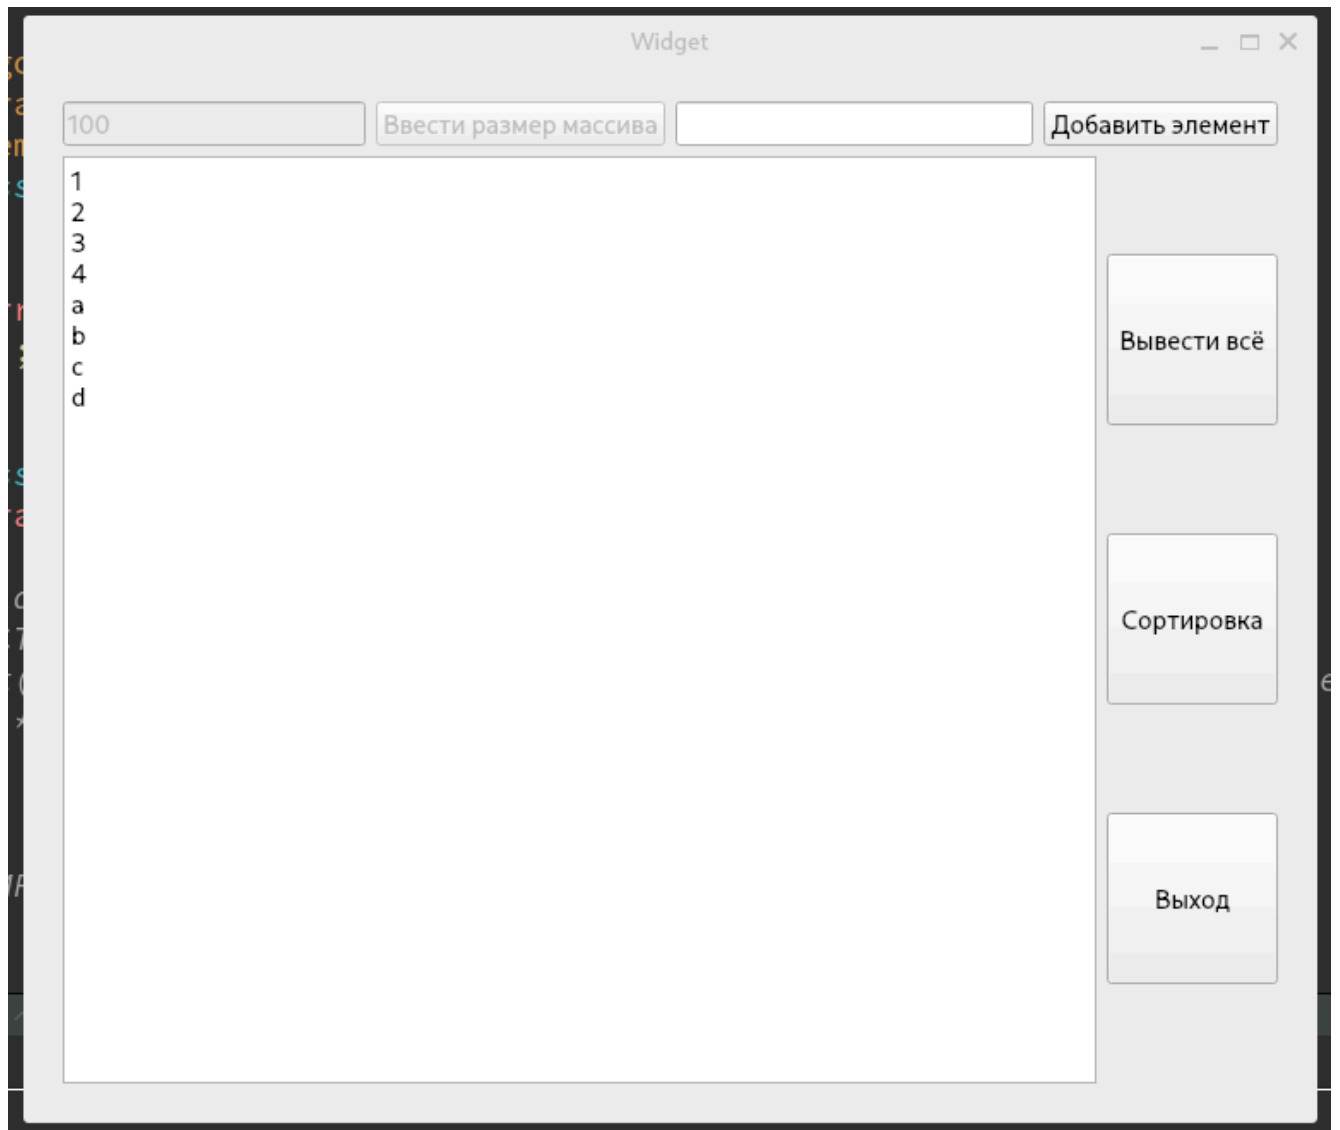 Widget
100
Ввести размер массива
Добавить элемент
1
2
3
4
a
b
c
d
Вывести всё
Сортировка
Выход